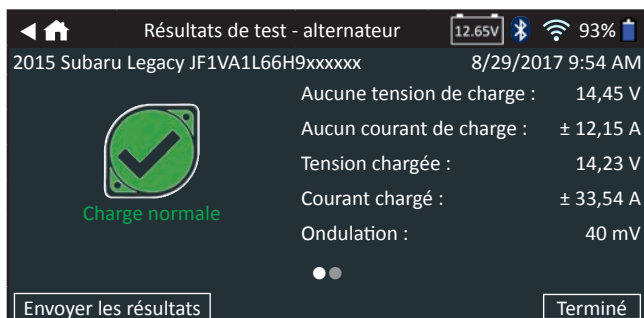 Résultats de test - alternateur 12.65V 93%
2015 Subaru Legacy JF1VA1L66H9xxxxxx 8/29/2017 9:54 AM
Aucune tension de charge : 14,45 V
Aucun courant de charge : ± 12,15 A
Tension chargée : 14,23 V
Courant chargé : ± 33,54 A
Ondulation : 40 mV
Charge normale
Envoyer les résultats Terminé